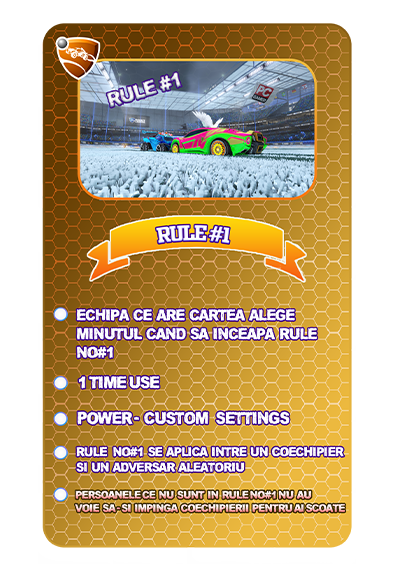 RULE #1
RULE #1
ECHIPA CE ARE CARTEA ALEGE
MINUTUL CAND SA INCEAPA RULE
NO#1
1 TIME USE
POWER - CUSTOM SETTINGS
RULE NO#1 SE APLICA INTRE UN COECHIPIER
SI UN ADVERSAR ALEATORIU
PERSOANELE CE NU SUNT IN RULE NO#1 NU AU
VOIE SA-SI IMPINGA COECHIPIERII PENTRU AI SCOATE